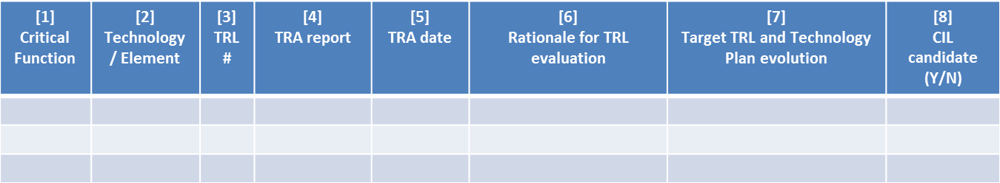 [1]
Critical
Function
[2]
Technology
/ Element
[3]
TRL
#
[4]
TRA report
[5]
TRA date
[6]
Rationale for TRL
evaluation
[7]
Target TRL and Technology
Plan evolution
[8]
CIL
candidate
(Y/N)